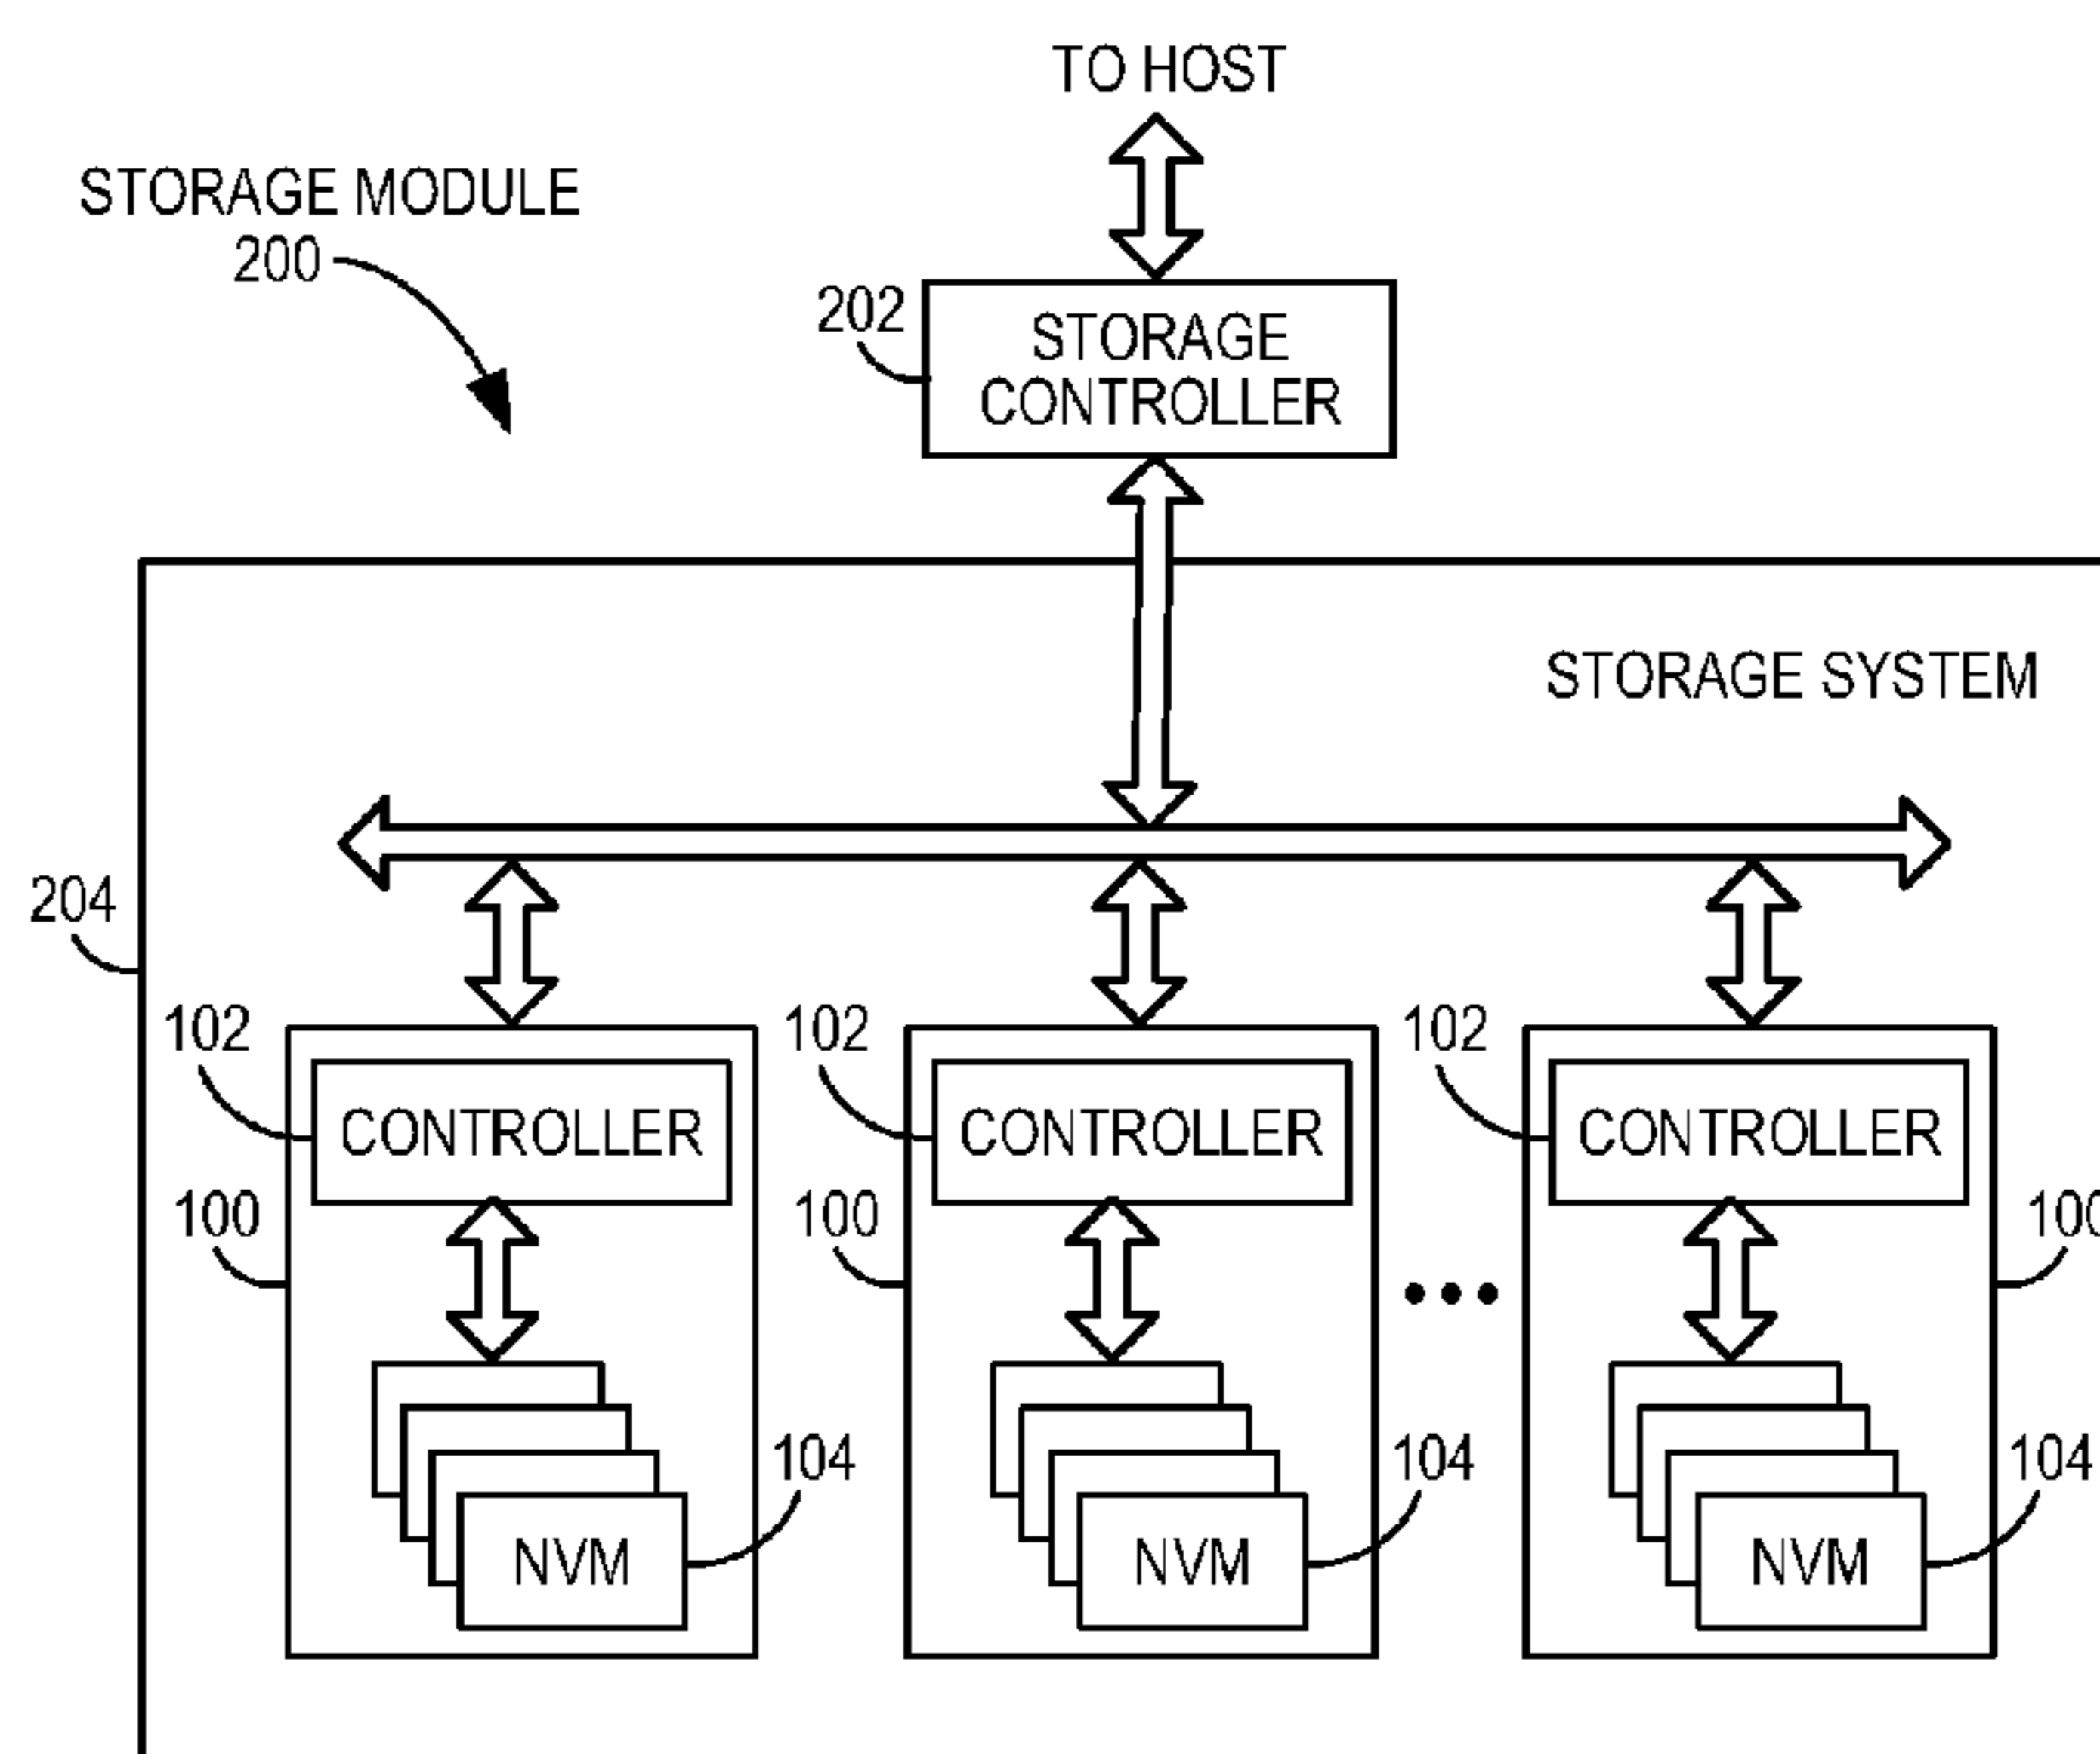 TO HOST
STORAGE MODULE
200
202
STORAGE
CONTROLLER
STORAGE SYSTEM
204
102
102
102
CONTROLLER
CONTROLLER
CONTROLLER
100
100
100
104
104
104
NVM
NVM
NVM